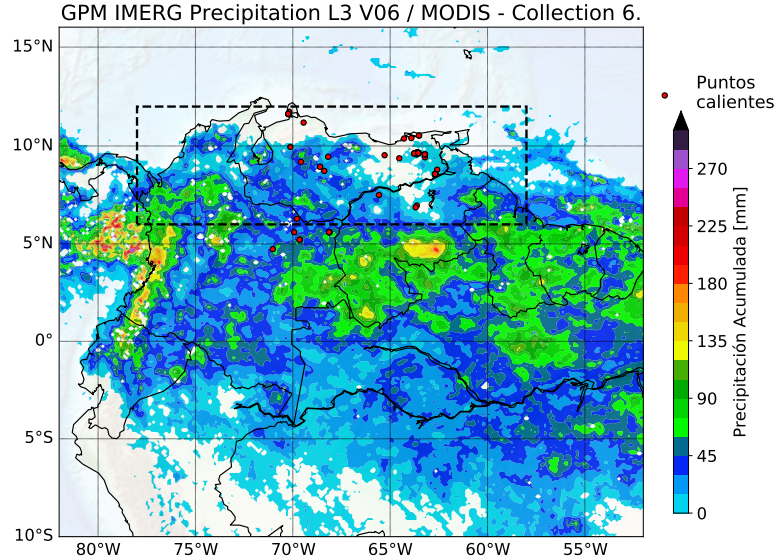 GPM IMERG Precipitation L3 V06 / MODIS - Collection 6.
15°N
10°N
5°N
0°
5°S
10°S
80°W
75°W
70°W
65°W
60°W
55°W
Puntos
calientes
270
225
180
135
90
45
0
Precipitación Acumulada [mm]